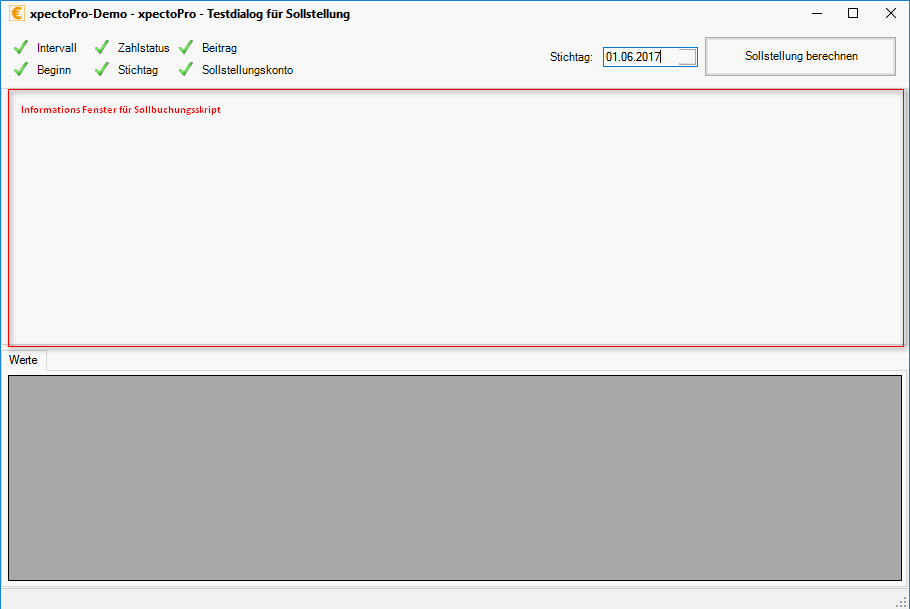 xpectoPro-Demo - xpectoPro - Testdialog für Sollstellung
Intervall Zahlstatus Beitrag
Beginn Stichtag Sollstellungskonto
Stichtag: 01.06.2017 Sollstellung berechnen
Informations Fenster für Sollbuchungsskript
Werte